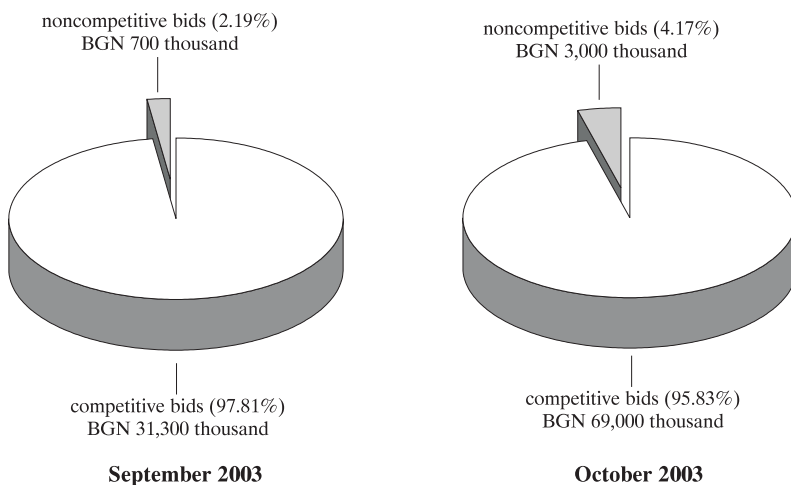 noncompetitive bids (2.19%)
BGN 700 thousand
competitive bids (97.81%)
BGN 31,300 thousand
September 2003
noncompetitive bids (4.17%)
BGN 3,000 thousand
competitive bids (95.83%)
BGN 69,000 thousand
October 2003